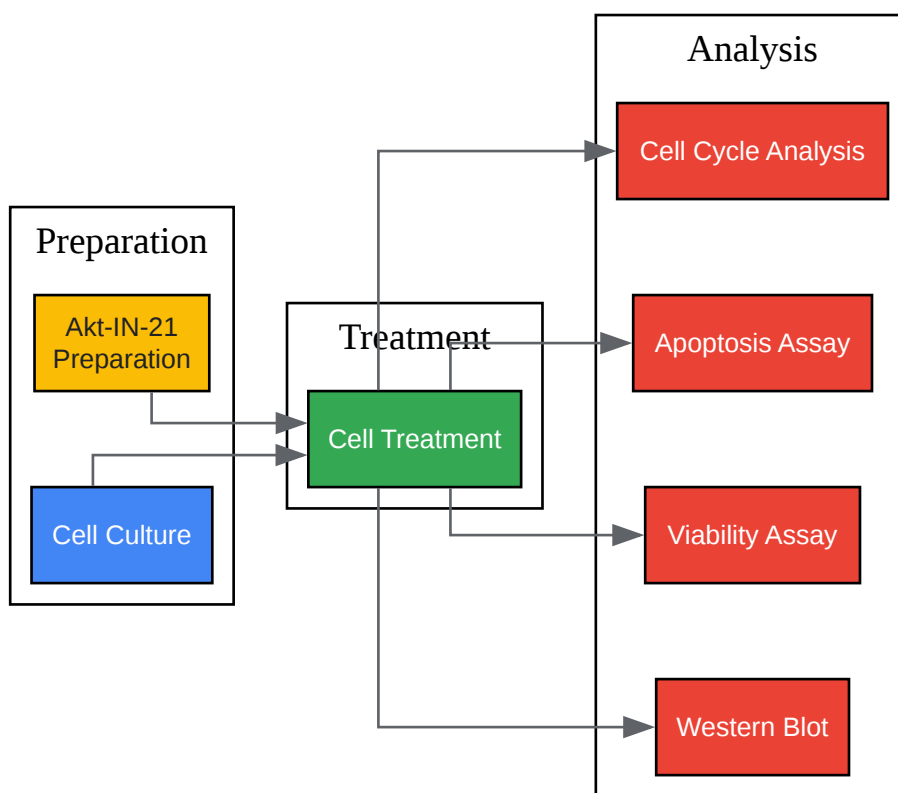 Preparation
Akt-IN-21
Preparation
Cell Culture
Treatment
Cell Treatment
Analysis
Cell Cycle Analysis
Apoptosis Assay
Viability Assay
Western Blot